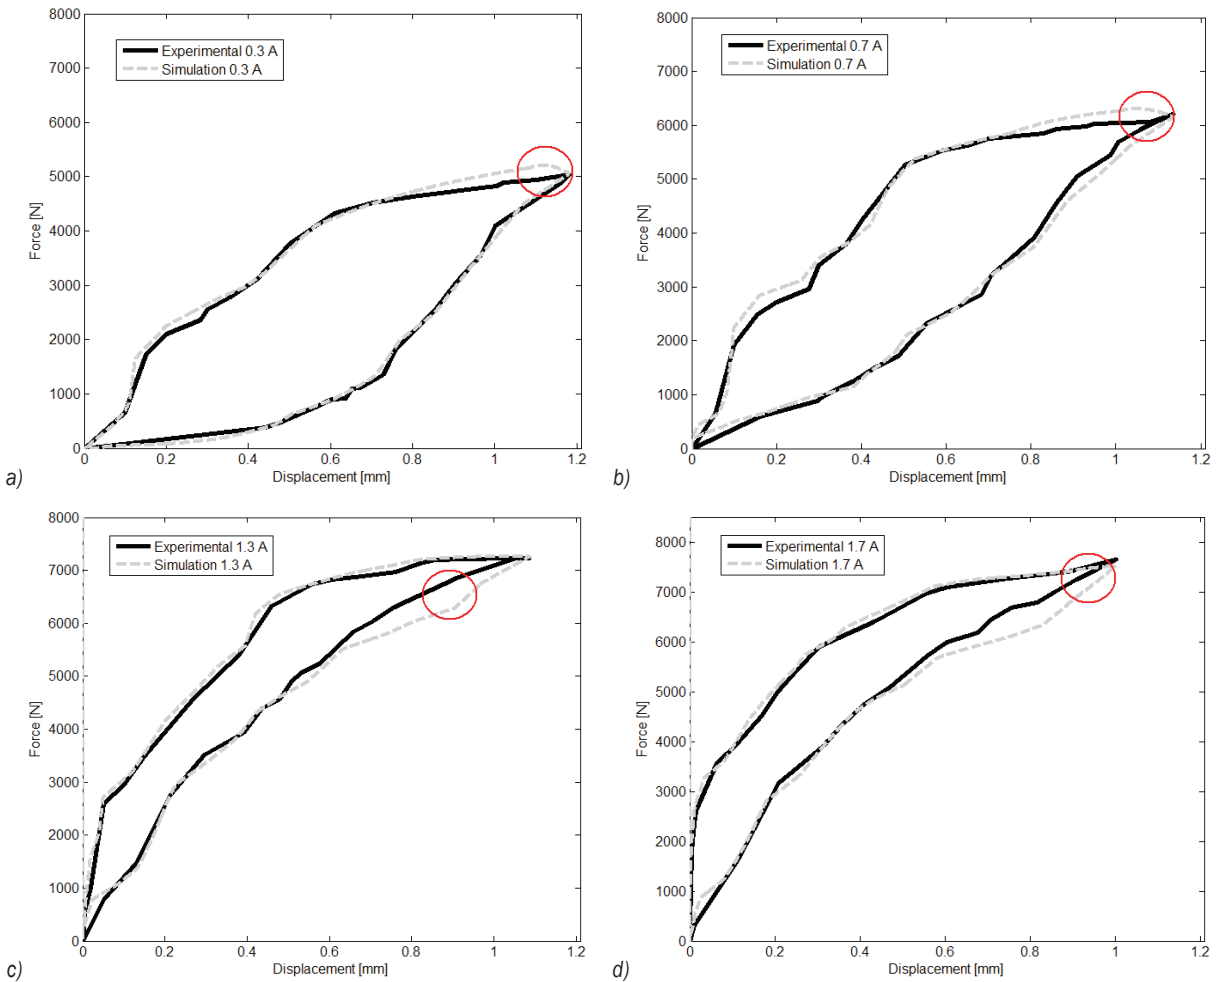 8000
7000
6000
5000
4000
3000
2000
1000
0
Force [N]
Experimental 0.3 A
Simulation 0.3 A
0 0.2 0.4 0.6 0.8 1 1.2
Displacement [mm]
a)
8000
7000
6000
5000
4000
3000
2000
1000
0
Force [N]
Experimental 0.7 A
Simulation 0.7 A
0 0.2 0.4 0.6 0.8 1 1.2
Displacement [mm]
b)
8000
7000
6000
5000
4000
3000
2000
1000
0
Force [N]
Experimental 1.3 A
Simulation 1.3 A
0 0.2 0.4 0.6 0.8 1 1.2
Displacement [mm]
c)
8000
7000
6000
5000
4000
3000
2000
1000
0
Force [N]
Experimental 1.7 A
Simulation 1.7 A
0 0.2 0.4 0.6 0.8 1 1.2
Displacement [mm]
d)